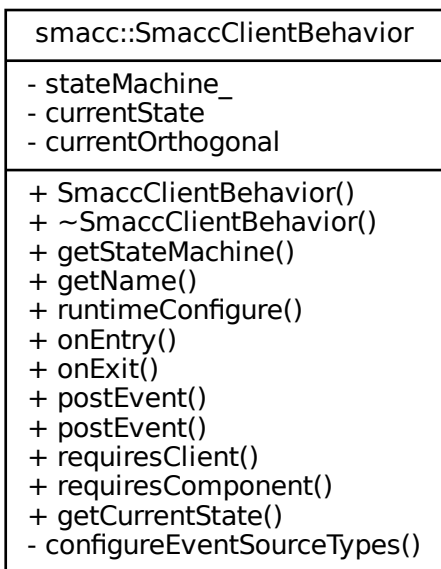 smacc::SmaccClientBehavior
- stateMachine_
- currentState
- currentOrthogonal
+ SmaccClientBehavior()
+ ~SmaccClientBehavior()
+ getStateMachine()
+ getName()
+ runtimeConfigure()
+ onEntry()
+ onExit()
+ postEvent()
+ postEvent()
+ requiresClient()
+ requiresComponent()
+ getCurrentState()
- configureEventSourceTypes()